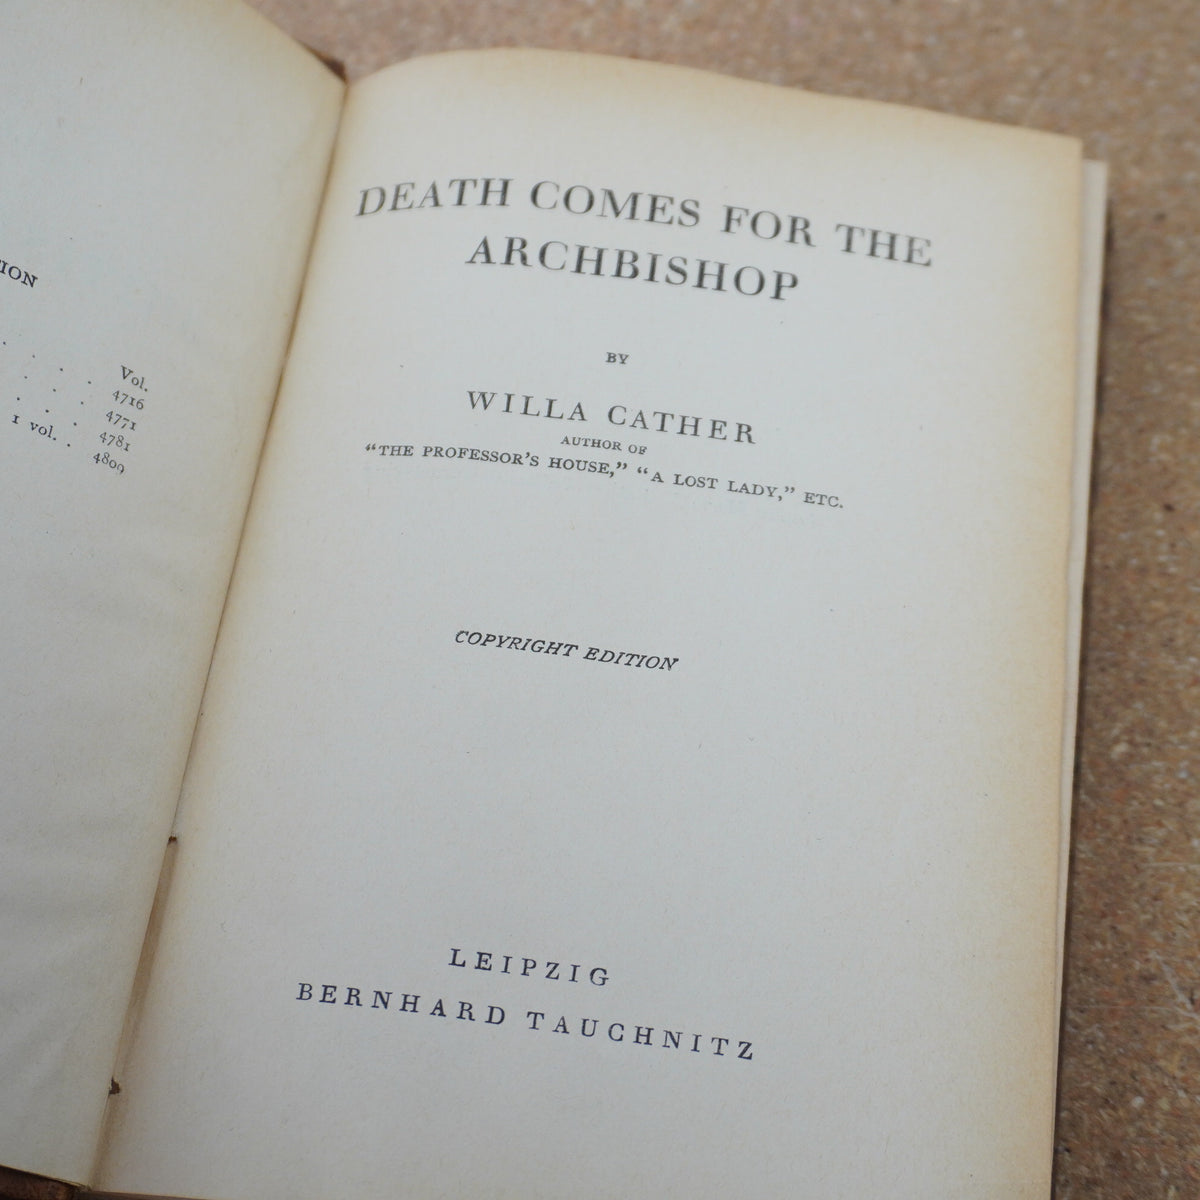 ION
Vol.
4716
4771
4781
1 vol. . 4809
DEATH COMES FOR THE
ARCHBISHOP
BY
WILLA CATHER
AUTHOR OF
“THE PROFESSOR’S HOUSE,” “A LOST LADY,” ETC.
COPYRIGHT EDITION
LEIPZIG
BERNHARD TAUCHNITZ